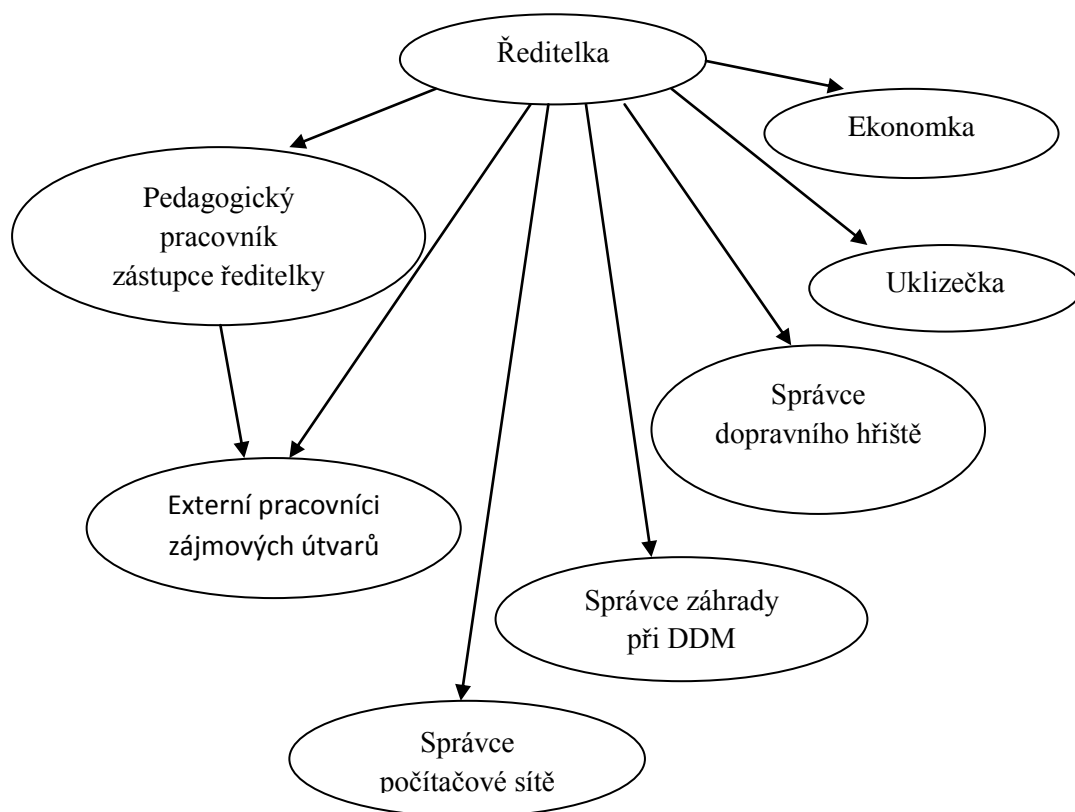 Ředitelka
Ekonomka
Pedagogický
pracovník
zástupce ředitelky
Uklizečka
Správce
dopravního hřiště
Externí pracovníci
zájmových útvarů
Správce záhrady
při DDM
Správce
počítačové sítě